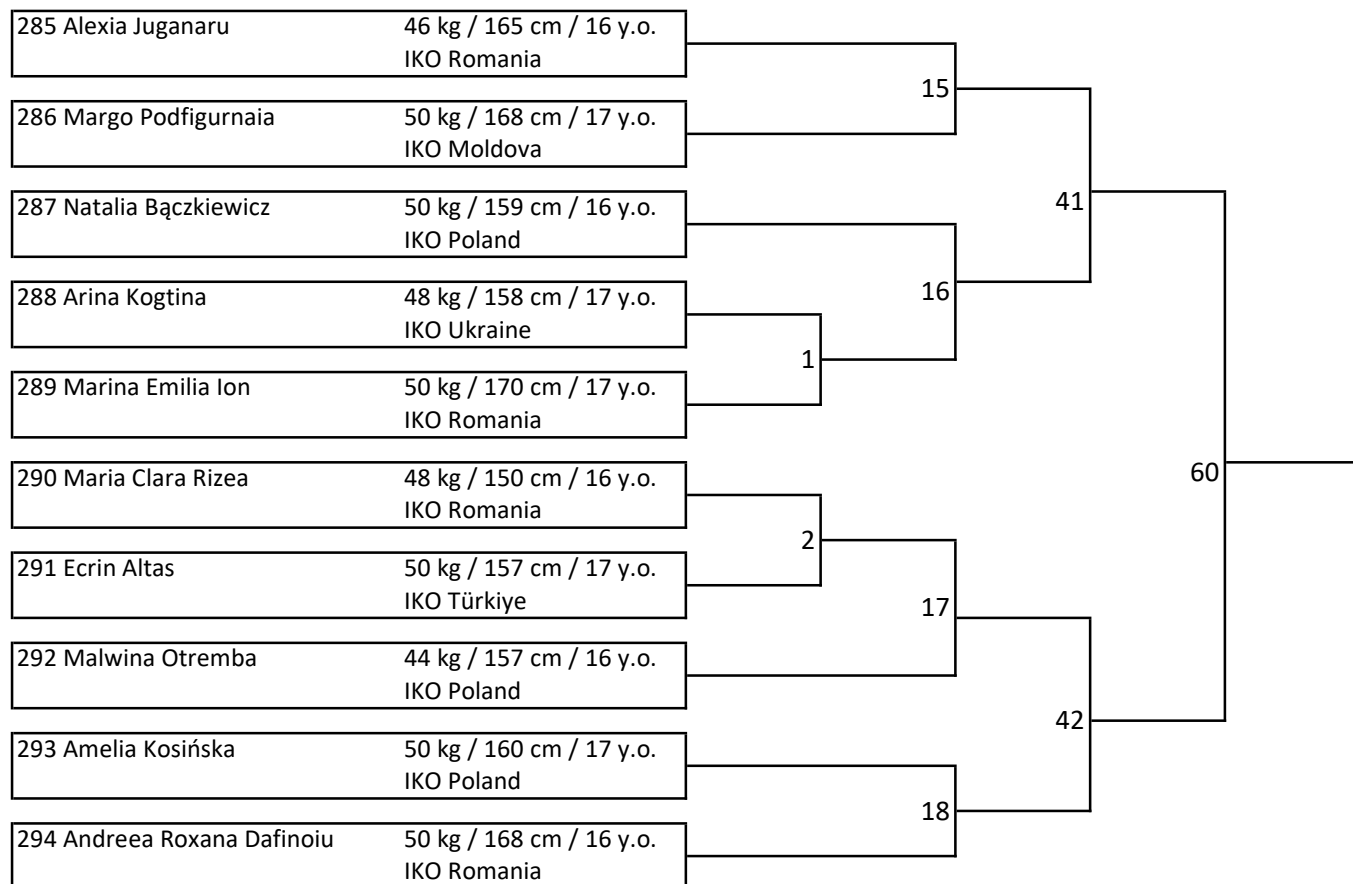 285 Alexia Juganaru 46 kg / 165 cm / 16 y.o.
IKO Romania
15
286 Margo Podfigurnaia 50 kg / 168 cm / 17 y.o.
IKO Moldova
41
287 Natalia Bączkiewicz 50 kg / 159 cm / 16 y.o.
IKO Poland
288 Arina Kogtina 48 kg / 158 cm / 17 y.o.
16
IKO Ukraine
1
289 Marina Emilia Ion 50 kg / 170 cm / 17 y.o.
IKO Romania
290 Maria Clara Rizea 48 kg / 150 cm / 16 y.o.
60
IKO Romania
2
291 Ecrin Altas 50 kg / 157 cm / 17 y.o.
IKO Türkiye
17
292 Malwina Otremba 44 kg / 157 cm / 16 y.o.
IKO Poland
42
293 Amelia Kosińska 50 kg / 160 cm / 17 y.o.
IKO Poland
18
294 Andreea Roxana Dafinoiu 50 kg / 168 cm / 16 y.o.
IKO Romania